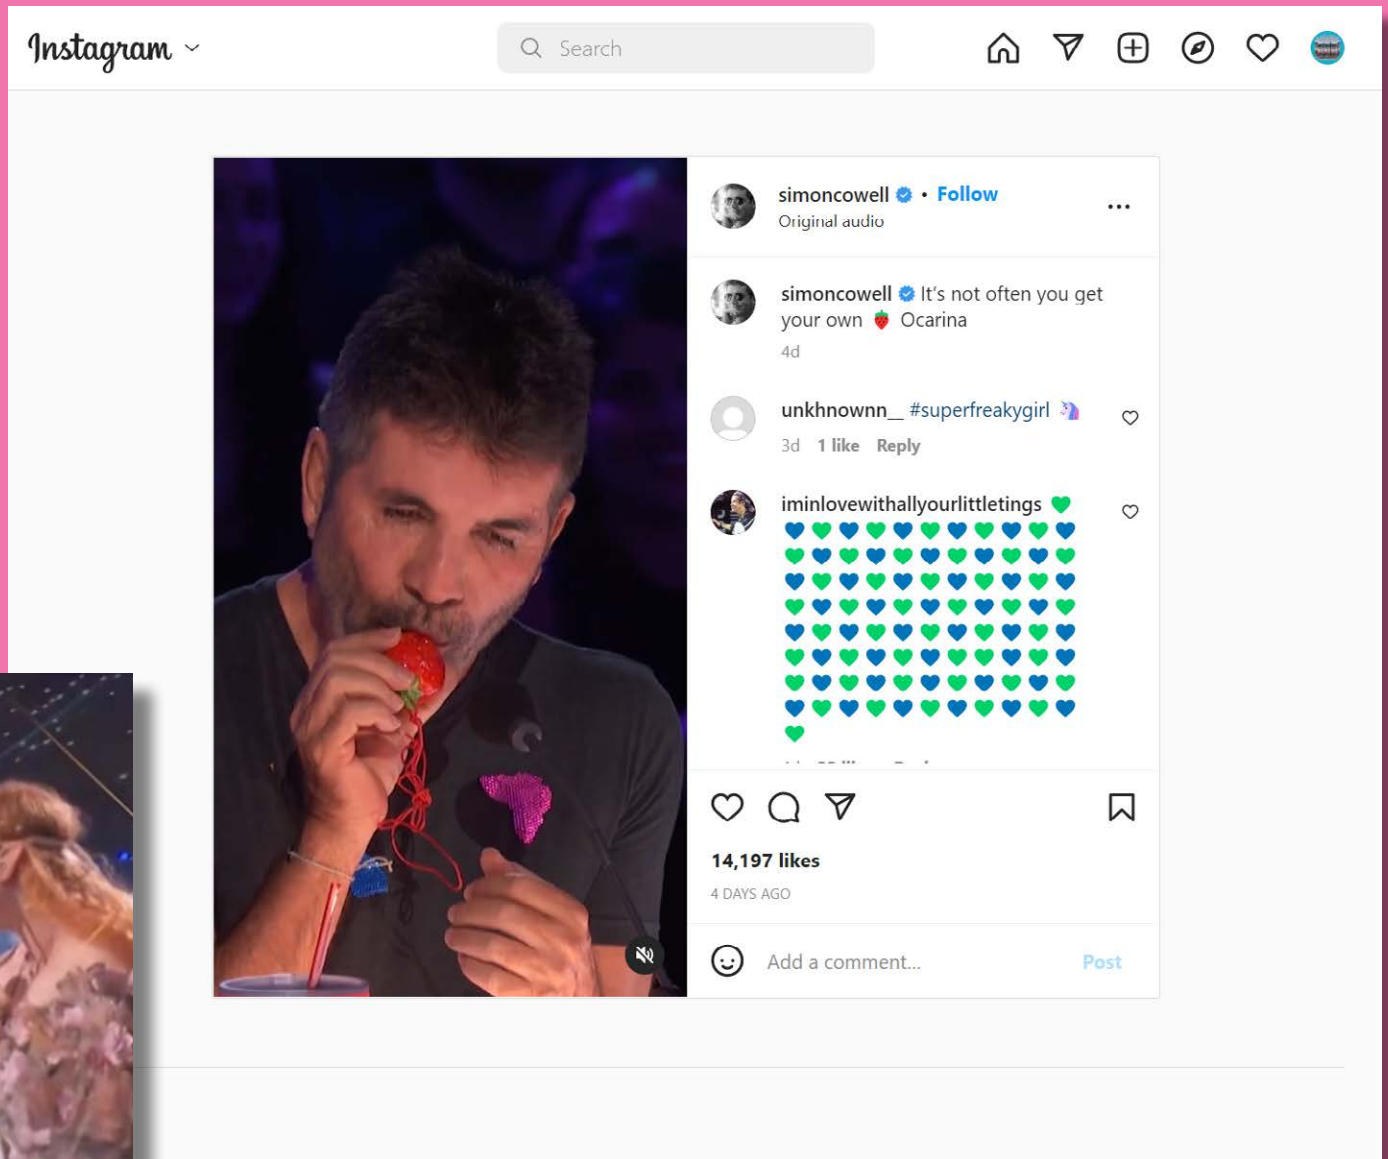 Instagram
Search
simoncowell • Follow
Original audio
simoncowell It's not often you get
your own 🍓 Ocarina
4d
unkhnownn__ #superfreakygirl 🦄
3d 1 like Reply
iminlovewithallyourlittletings 💚
💙💚💙💚💙💚💙💚💙💚💙
💚💙💚💙💚💙💚💙💚💙💚
💙💚💙💚💙💚💙💚💙💚💙
💚💙💚💙💚💙💚💙💚💙💚
💙💚💙💚💙💚💙💚💙💚💙
💚💙💚💙💚💙💚💚💙💚💙
💚💙💚💙💚💙💚💙💚💙💚
💙💚💙💚💙💚💙💚💙💚💙
💚
14,197 likes
4 DAYS AGO
Add a comment...
Post